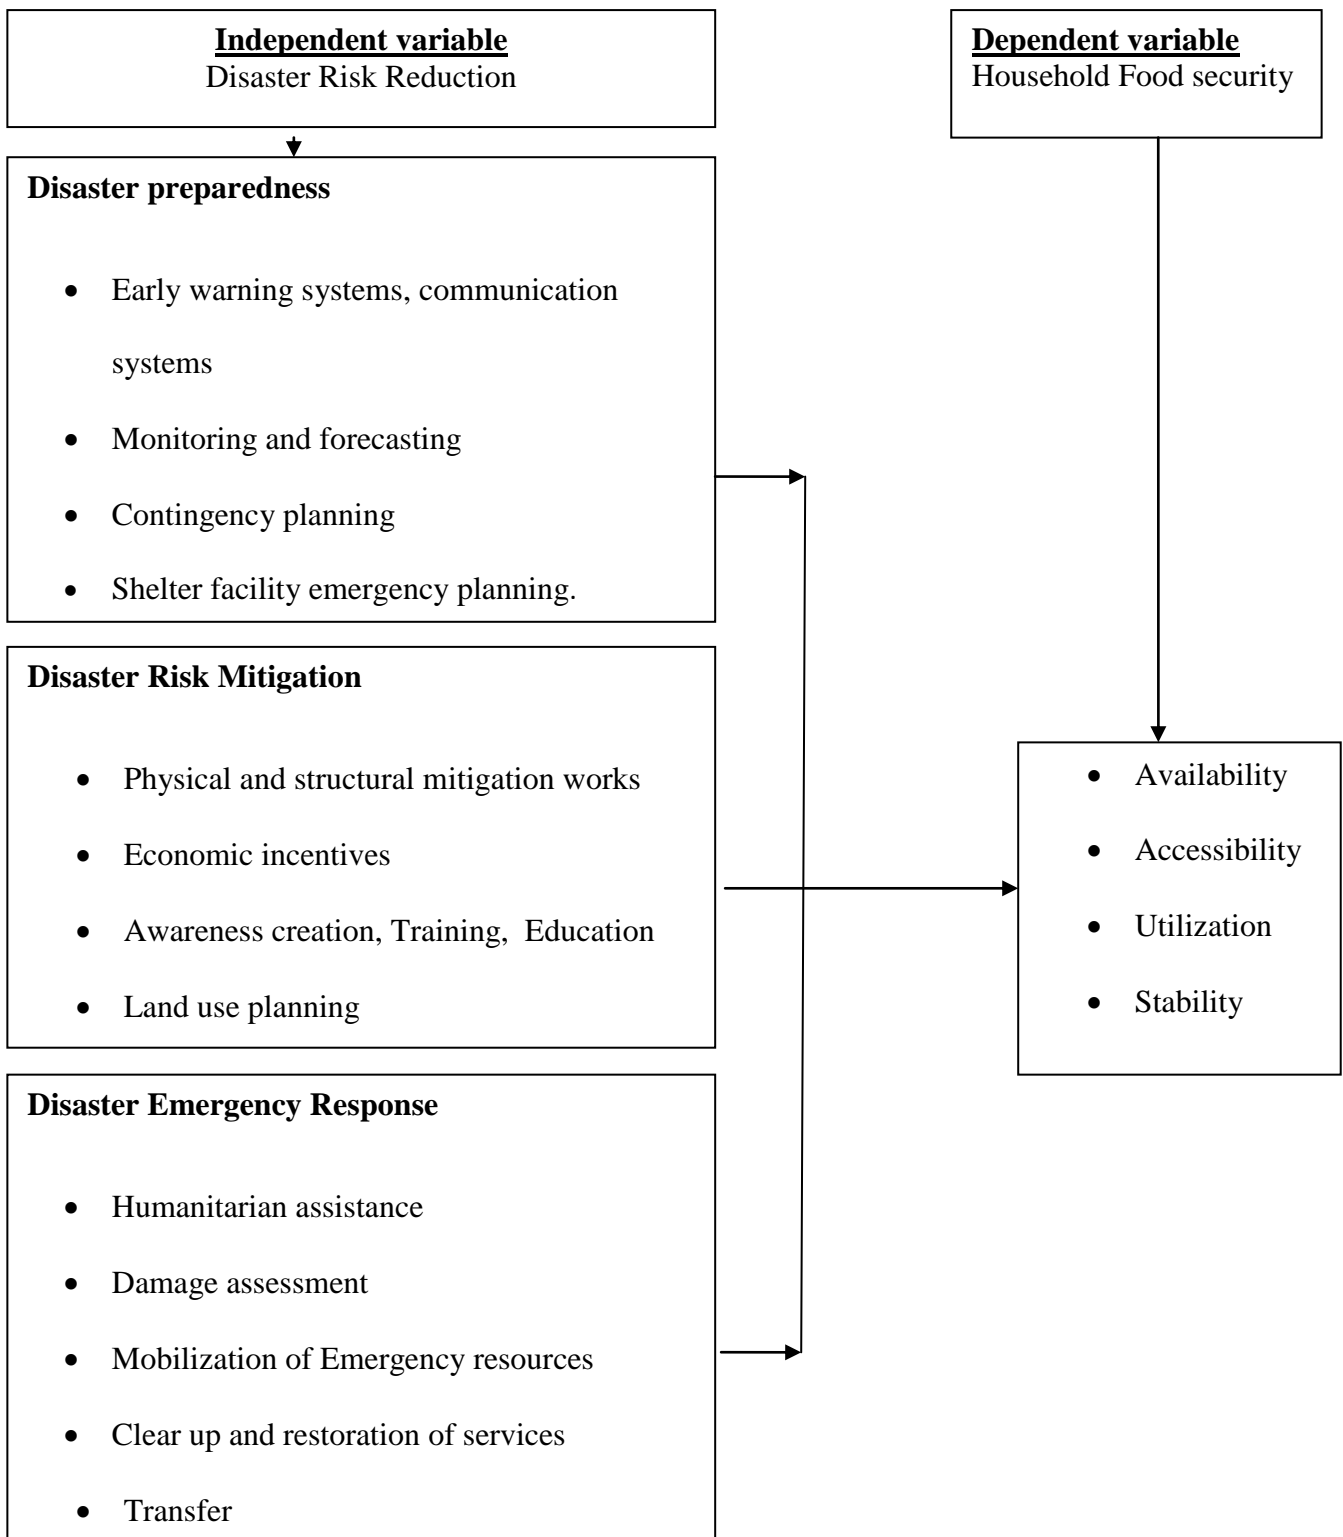 Independent variable
Disaster Risk Reduction
Dependent variable
Household Food security
Disaster preparedness
• Early warning systems, communication
systems
• Monitoring and forecasting
• Contingency planning
• Shelter facility emergency planning.
Disaster Risk Mitigation
• Physical and structural mitigation works
• Economic incentives
• Awareness creation, Training, Education
• Land use planning
• Availability
• Accessibility
• Utilization
• Stability
Disaster Emergency Response
• Humanitarian assistance
• Damage assessment
• Mobilization of Emergency resources
• Clear up and restoration of services
• Transfer